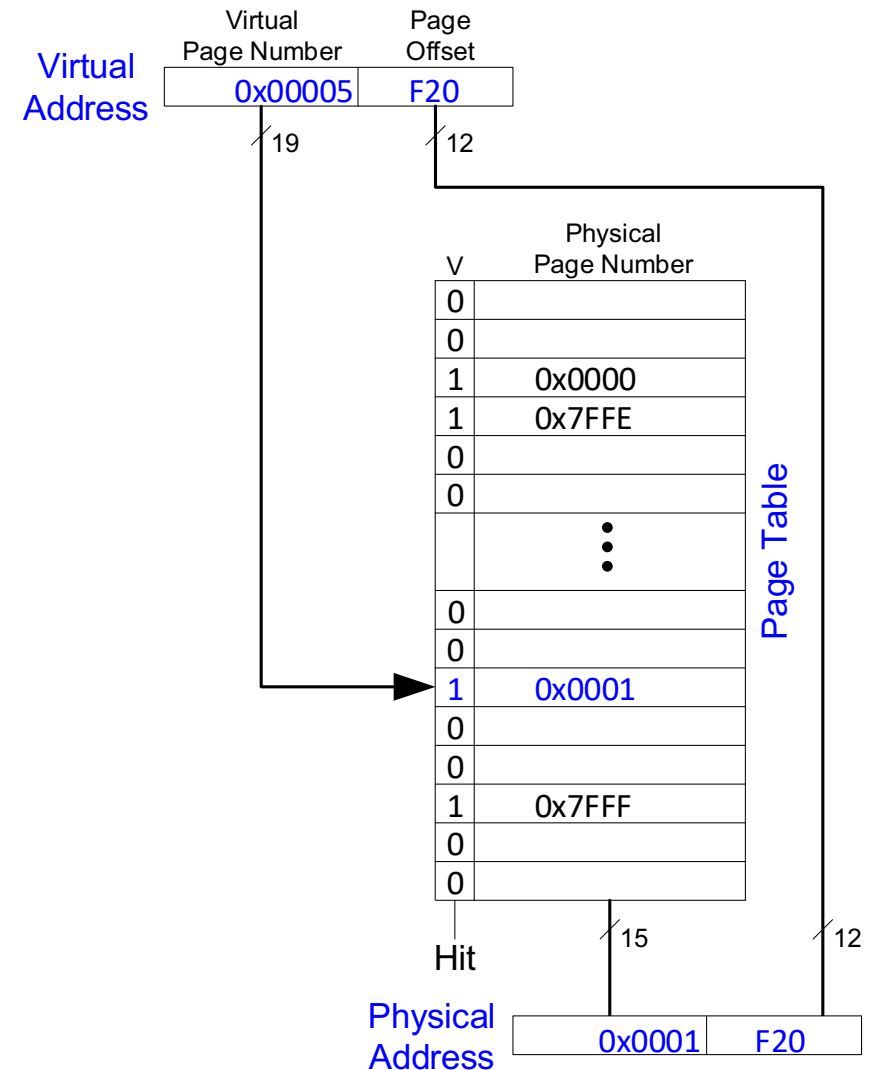 Virtual
Page Number
Page
Offset
Virtual
Address
0x00005
F20
19
12
V
Physical
Page Number
0
0
1 0x0000
1 0x7FFE
0
0
0
0
1 0x0001
0
0
1 0x7FFF
0
0
Page Table
Hit
15
12
Physical
Address
0x0001
F20